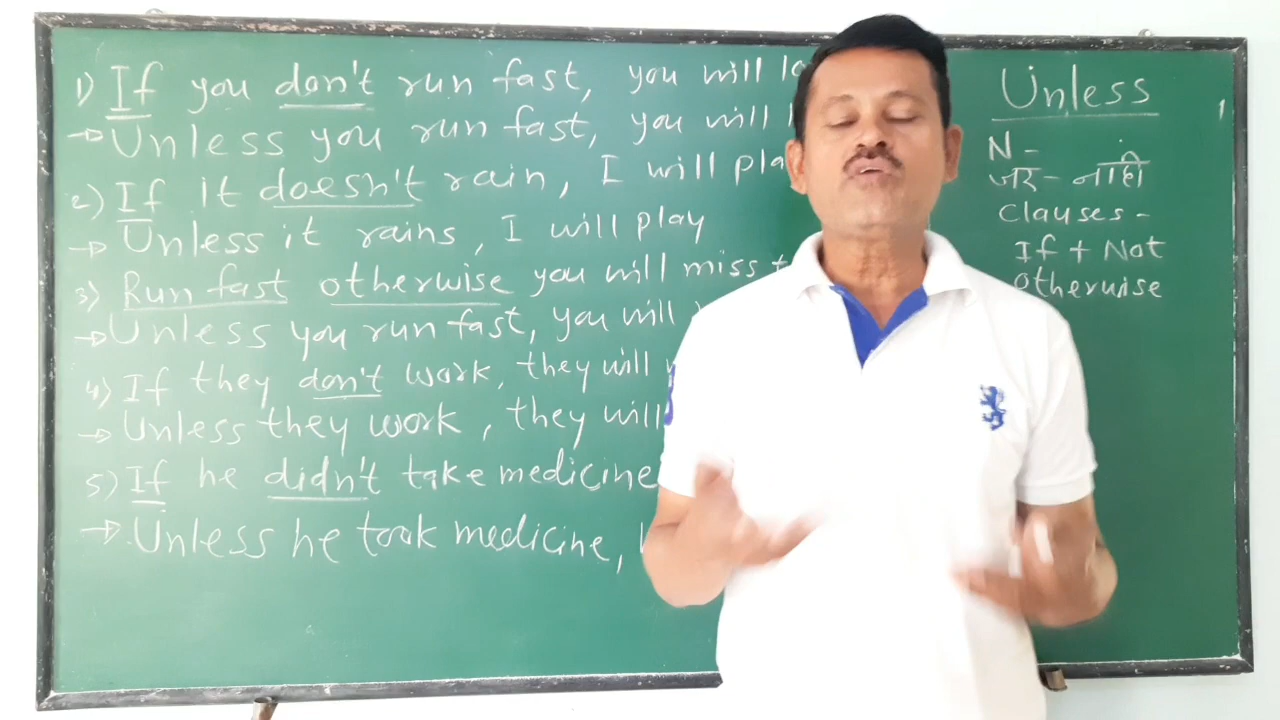 1) If you don't run fast, you will
→ Unless you run fast, you will
2) If it doesn't rain, I will
→ Unless it rains, I will play
3) Run fast otherwise you will miss
→ Unless you run fast, you will
4) If they don't work, they will
→ Unless they work, they will
5) If he didn't take medicine
→ Unless he took medicine,
Unless
N -
जर - नाही
Clauses -
If + Not
otherwise